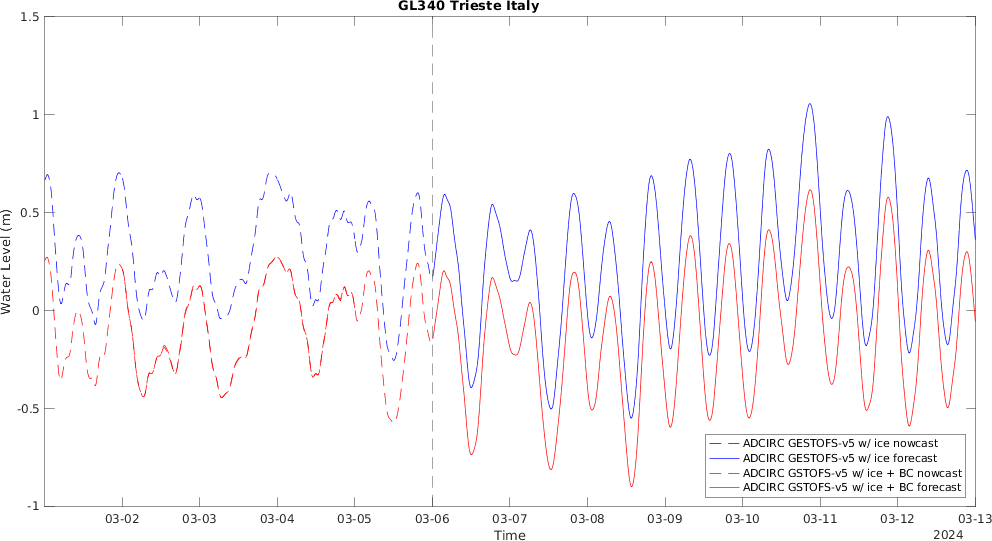 GL340 Trieste Italy
1.5
1
0.5
0
-0.5
-1
Water Level (m)
ADCIRC GESTOFS-v5 w/ ice nowcast
ADCIRC GESTOFS-v5 w/ ice forecast
ADCIRC GSTOFS-v5 w/ ice + BC nowcast
ADCIRC GSTOFS-v5 w/ ice + BC forecast
03-02 03-03 03-04 03-05 03-06 03-07 03-08 03-09 03-10 03-11 03-12 03-13
Time
2024